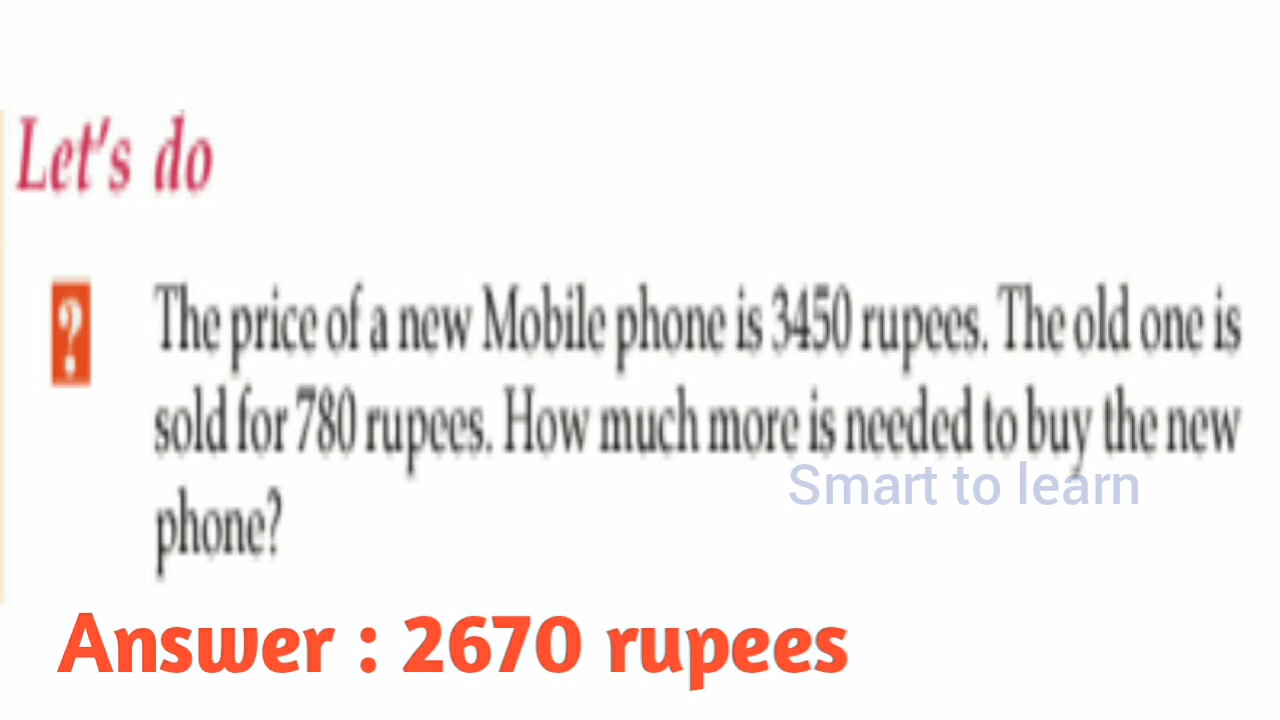 Let's do
? The price of a new Mobile phone is 3450 rupees. The old one is
sold for 780 rupees. How much more is needed to buy the new
Smart to learn
phone?
Answer : 2670 rupees